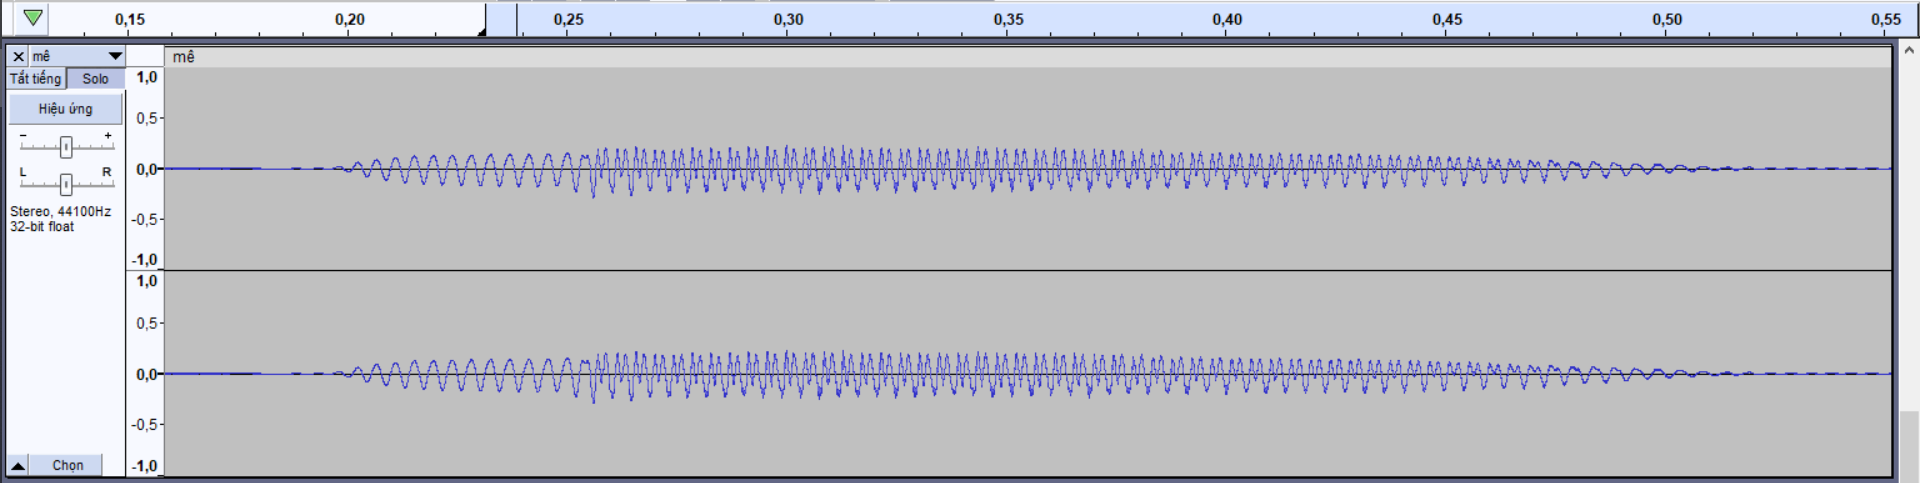 0,15 0,20 0,25 0,30 0,35 0,40 0,45 0,50 0,55
mê
mê
Tắt tiếng Solo
Hiệu ứng
- +
L R
Stereo, 44100Hz
32-bit float
Chọn
1,0
0,5
0,0
-0,5
-1,0
1,0
0,5
0,0
-0,5
-1,0